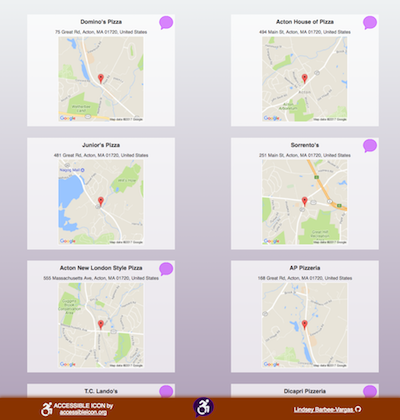 Domino's Pizza
75 Great Rd, Acton, MA 01720, United States
Google
Map data ©2017 Google
Acton House of Pizza
494 Main St, Acton, MA 01720, United States
Google
Map data ©2017 Google
Junior's Pizza
481 Great Rd, Acton, MA 01720, United States
Google
Map data ©2017 Google
Sorrento's
251 Main St, Acton, MA 01720, United States
Google
Map data ©2017 Google
Acton New London Style Pizza
555 Massachusetts Ave, Acton, MA 01720, United States
Google
Map data ©2017 Google
AP Pizzeria
168 Great Rd, Acton, MA 01720, United States
Google
Map data ©2017 Google
T.C. Lando's
Dicapri Pizzeria
ACCESSIBLE ICON by
accessibleicon.org
Lindsey Barbee-Vargas